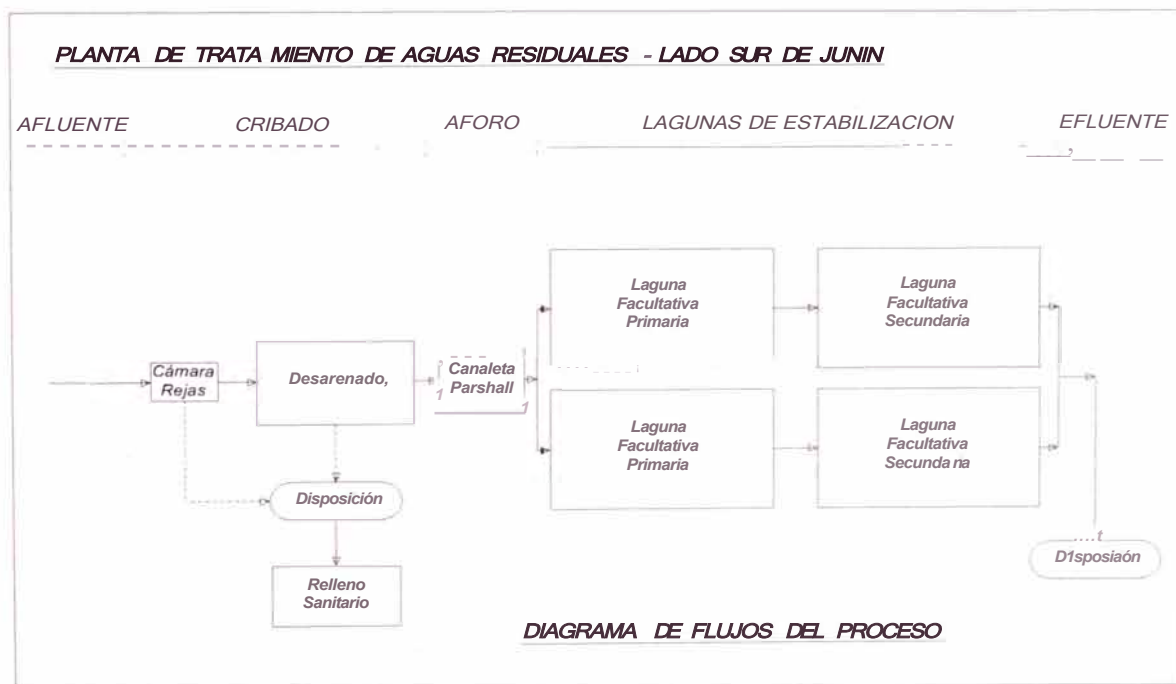 PLANTA DE TRATA MIENTO DE AGUAS RESIDUALES - LADO SUR DE JUNIN
AFLUENTE CRIBADO AFORO LAGUNAS DE ESTABILIZACION EFLUENTE
Laguna
Facultativa
Primaria
Laguna
Facultativa
Secundaria
Cámara
Rejas
Desarenado,
Canaleta
Parshall
Laguna
Facultativa
Primaria
Laguna
Facultativa
Secunda na
Disposición
D1sposiaón
Relleno
Sanitario
DIAGRAMA DE FLUJOS DEL PROCESO